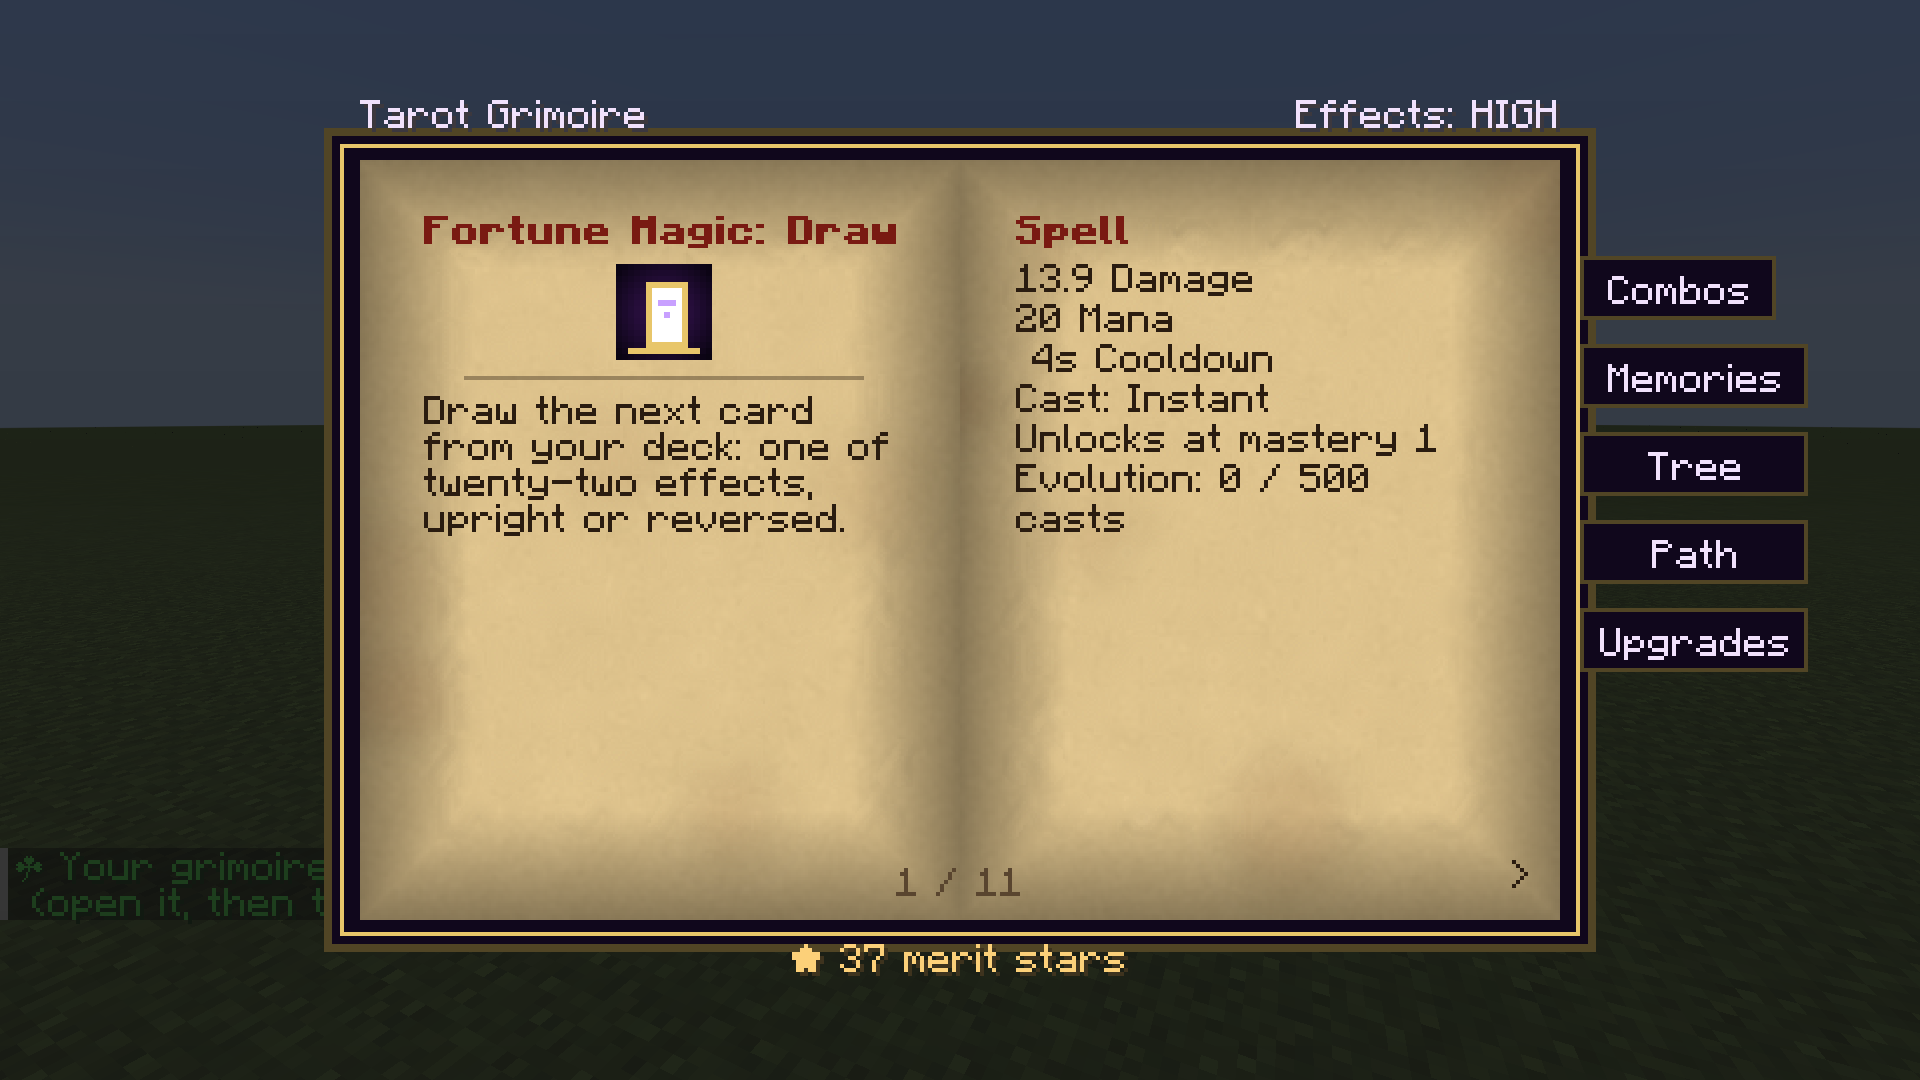 Tarot Grimoire
Effects: HIGH
Fortune Magic: Draw
Draw the next card
from your deck: one of
twenty-two effects,
upright or reversed.
Spell
13.9 Damage
20 Mana
4s Cooldown
Cast: Instant
Unlocks at mastery 1
Evolution: 0 / 500
casts
Combos
Memories
Tree
Path
Upgrades
☘ Your grimoire
(open it, then t
1 / 11
>
★ 37 merit stars